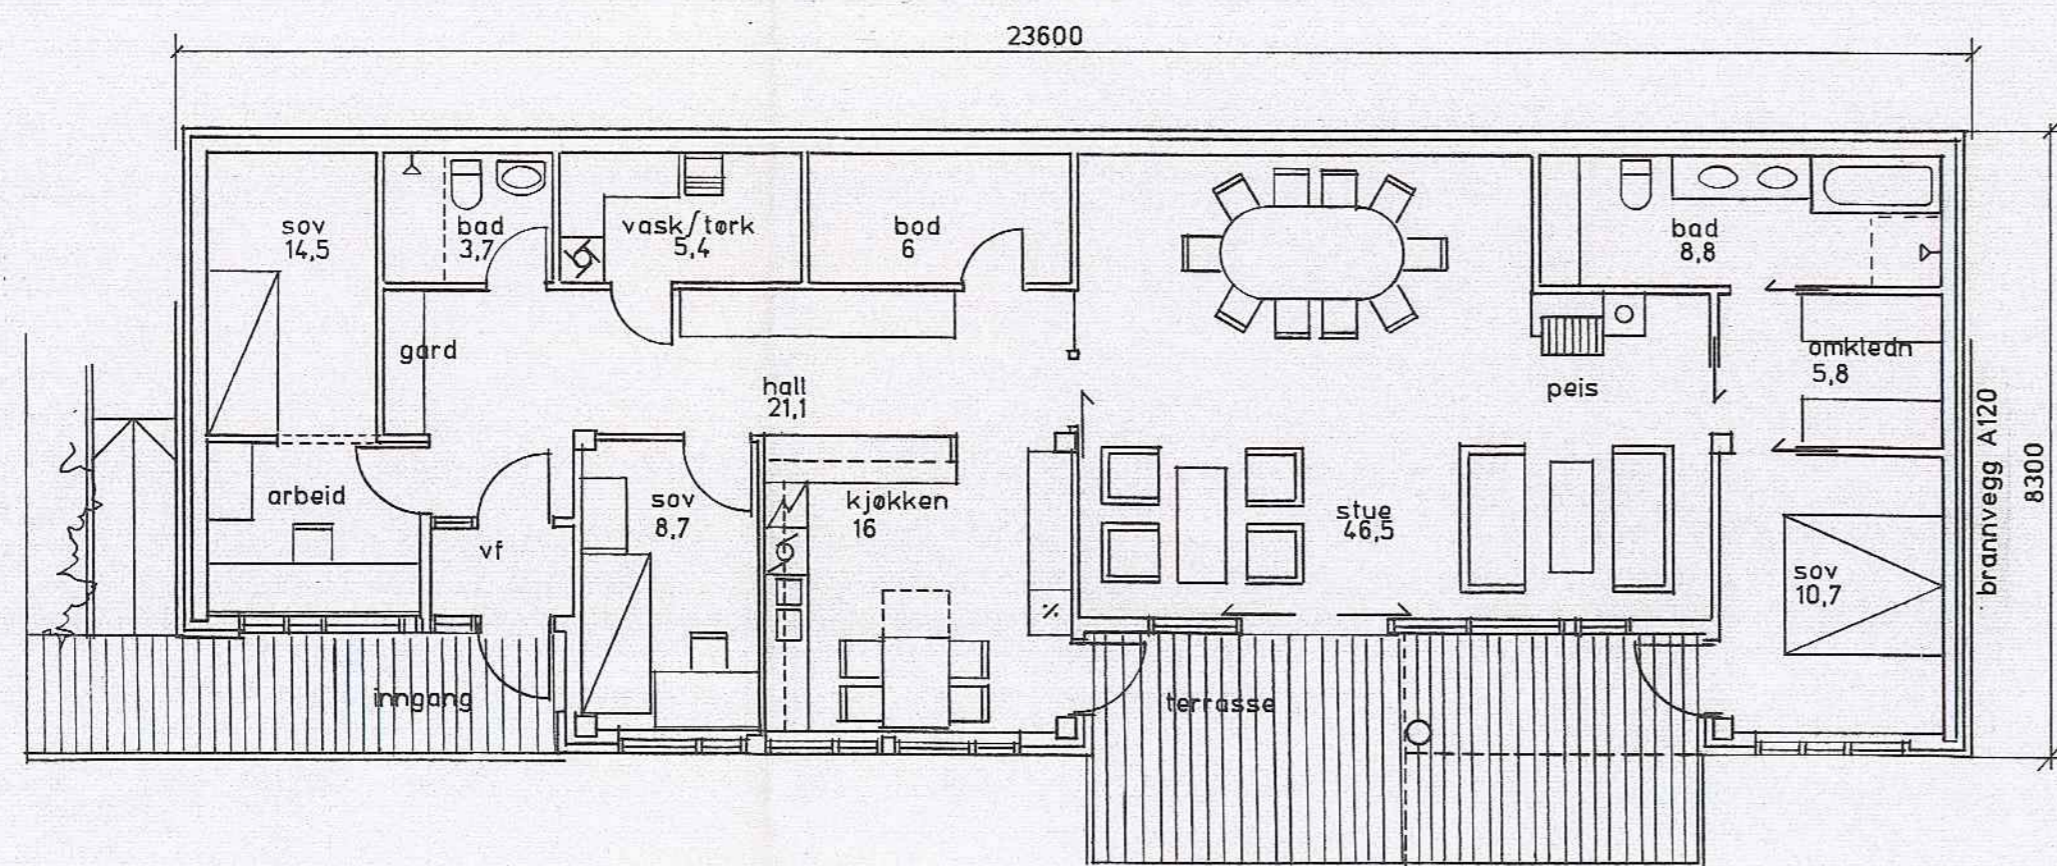 23600
sov
14,5
bad
3,7
vask/tørk
5,4
bod
6
bad
8,8
gard
hall
21,1
peis
omkledn
5,8
arbeid
vf
sov
8,7
kjøkken
16
stue
46,5
sov
10,7
brannvegg A120
8300
inngang
terrasse
%